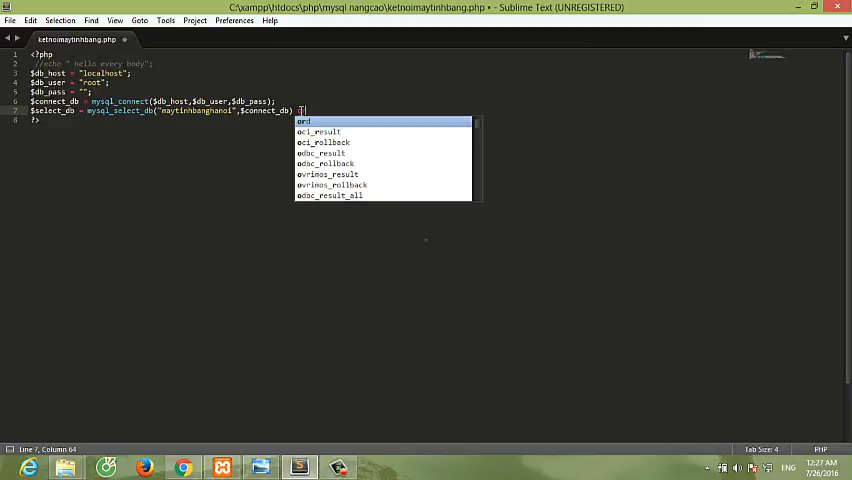 C:\xampp\htdocs\php\mysql nangcao\ketnoimaytinhbang.php • - Sublime Text (UNREGISTERED)
File Edit Selection Find View Goto Tools Project Preferences Help
ketnoimaytinhbang.php
1 <?php
2 //echo " hello every body";
3 $db_host = "localhost";
4 $db_user = "root";
5 $db_pass = "";
6 $connect_db = mysql_connect($db_host,$db_user,$db_pass);
7 $select_db = mysql_select_db("maytinhbanghanoi",$connect_db) o
8 ?>
ord
oci_result
oci_rollback
odbc_result
odbc_rollback
ovrimos_result
ovrimos_rollback
odbc_result_all
Line 7, Column 64
Tab Size: 4
PHP
ENG
12:27 AM
7/26/2016